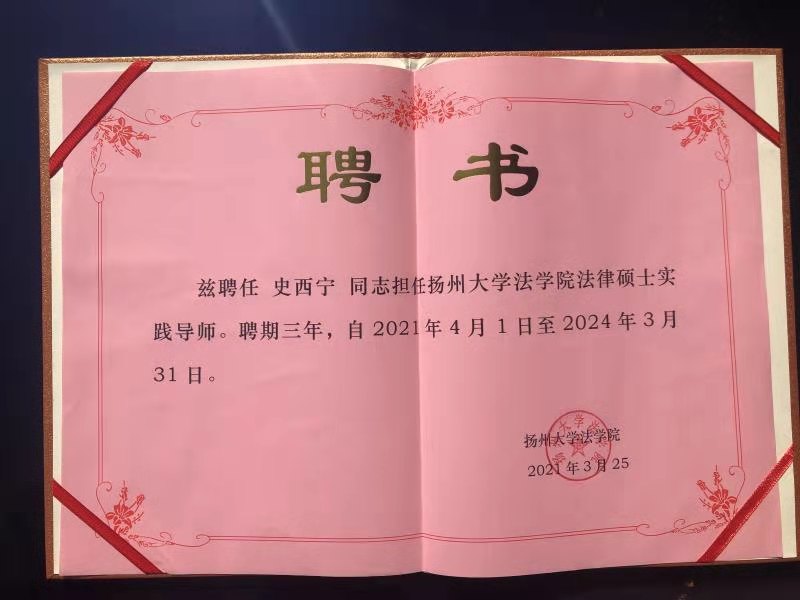 聘 书
兹聘任 史西宁 同志担任扬州大学法学院法律硕士实
践导师。聘期三年，自 2021 年 4 月 1 日至 2024 年 3 月
31 日。
扬州大学法学院
2021 年 3 月 25